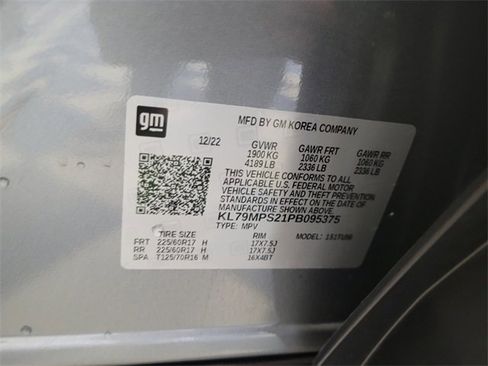 gm
MFD BY GM KOREA COMPANY
12/22 GVWR GAWR FRT GAWR RR
1900 KG 1060 KG 1060 KG
4189 LB 2336 LB 2336 LB
THIS VEHICLE CONFORMS TO ALL
APPLICABLE U.S. FEDERAL MOTOR
VEHICLE SAFETY AND THEFT PREVENTION
STANDARDS IN EFFECT ON THE DATE OF
MANUFACTURE SHOWN ABOVE.
KL79MPS21PB095375
TYPE: MPV MODEL:
TIRE SIZE RIM
FRT 225/60R17 H 17X7.5J
RR 225/60R17 H 17X7.5J
SPA T125/70R16 M 16X4BT